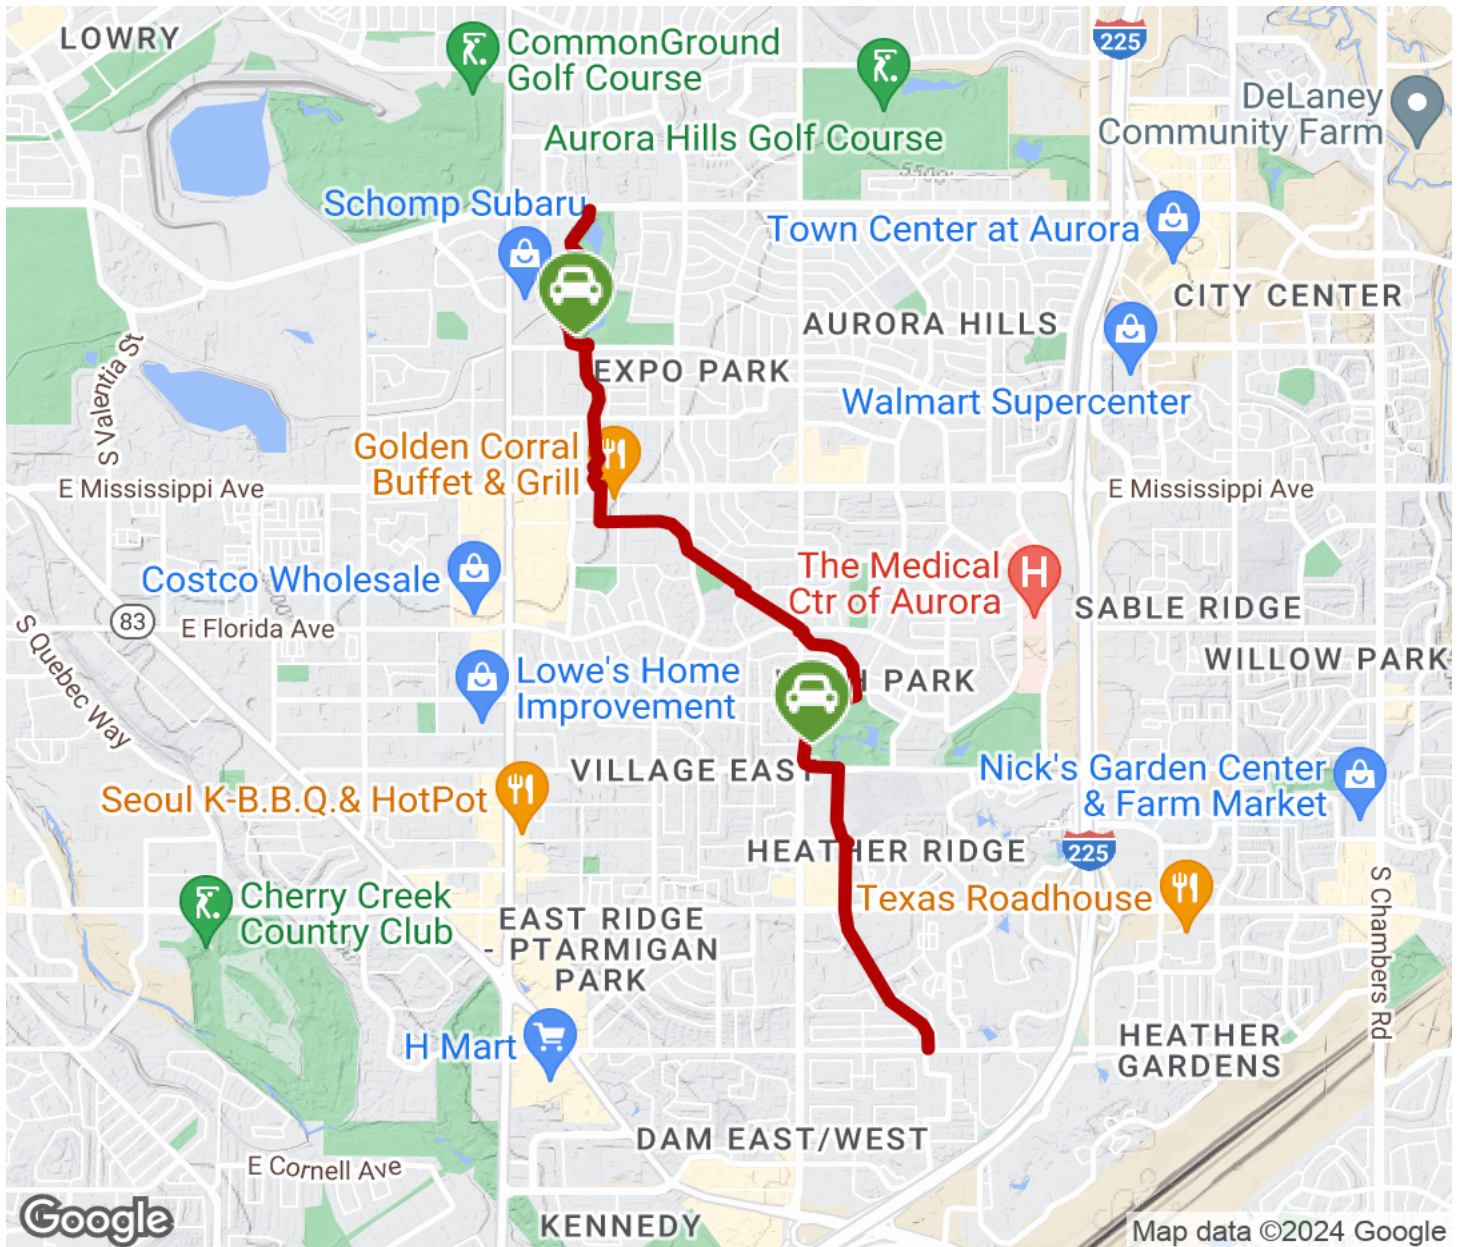 LOWRY
CommonGround
Golf Course
225
DeLaney
Community Farm
Aurora Hills Golf Course
5500
Schomp Subaru
Town Center at Aurora
CITY CENTER
AURORA HILLS
S Valentia St
EXPO PARK
Walmart Supercenter
Golden Corral
Buffet & Grill
E Mississippi Ave
E Mississippi Ave
Costco Wholesale
The Medical
Ctr of Aurora
SABLE RIDGE
83
E Florida Ave
S Quebec Way
WILLOW PARK
Lowe's Home
Improvement
H PARK
VILLAGE EAST
Nick's Garden Center
& Farm Market
Seoul K-B.B.Q.& HotPot
HEATHER RIDGE
225
Texas Roadhouse
S Chambers Rd
Cherry Creek
Country Club
EAST RIDGE
- PTARMIGAN
PARK
H Mart
HEATHER
GARDENS
DAM EAST/WEST
E Cornell Ave
Google
KENNEDY
Map data ©2024 Google